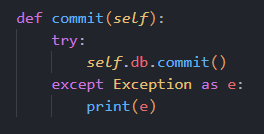 def commit(self):
    try:
        self.db.commit()
    except Exception as e:
        print(e)